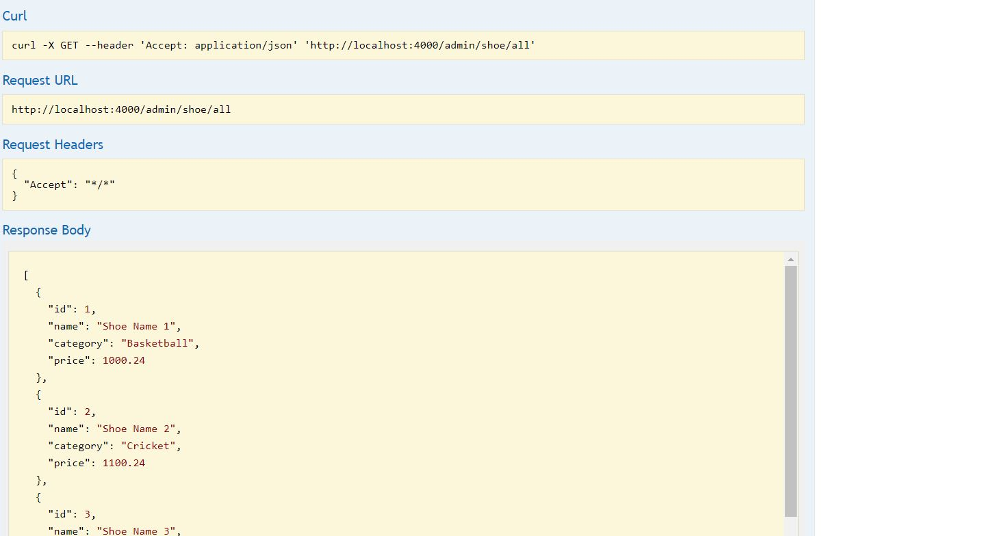 Curl
curl -X GET --header 'Accept: application/json' 'http://localhost:4000/admin/shoe/all'
Request URL
http://localhost:4000/admin/shoe/all
Request Headers
{
  "Accept": "*/*"
}
Response Body
[
  {
    "id": 1,
    "name": "Shoe Name 1",
    "category": "Basketball",
    "price": 1000.24
  },
  {
    "id": 2,
    "name": "Shoe Name 2",
    "category": "Cricket",
    "price": 1100.24
  },
  {
    "id": 3,
    "name": "Shoe Name 3",